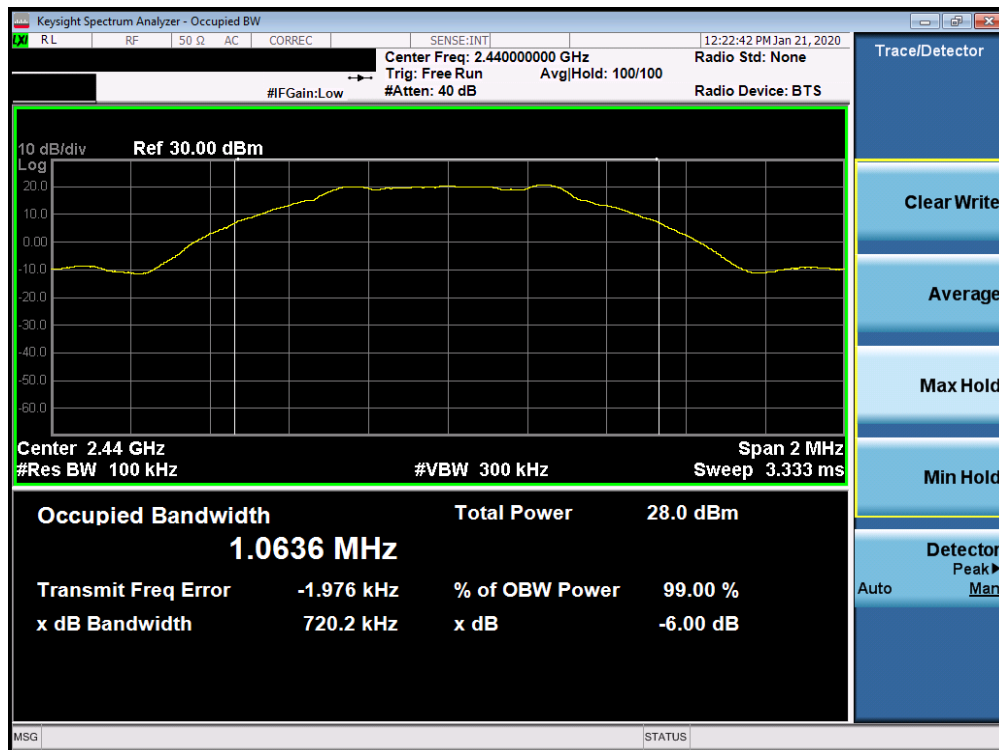 Keysight Spectrum Analyzer - Occupied BW
LXI RL RF 50 Ω AC CORREC SENSE:INT 12:22:42 PM Jan 21, 2020
Center Freq: 2.440000000 GHz Radio Std: None
Trig: Free Run Avg|Hold: 100/100
#IFGain:Low #Atten: 40 dB Radio Device: BTS
10 dB/div Ref 30.00 dBm
Log
20.0
10.0
0.00
-10.0
-20.0
-30.0
-40.0
-50.0
-60.0
Center 2.44 GHz Span 2 MHz
#Res BW 100 kHz #VBW 300 kHz Sweep 3.333 ms
Occupied Bandwidth Total Power 28.0 dBm
1.0636 MHz
Transmit Freq Error -1.976 kHz % of OBW Power 99.00 %
x dB Bandwidth 720.2 kHz x dB -6.00 dB
MSG STATUS
Trace/Detector
Clear Write
Average
Max Hold
Min Hold
Detector
Peak▶
Auto Man